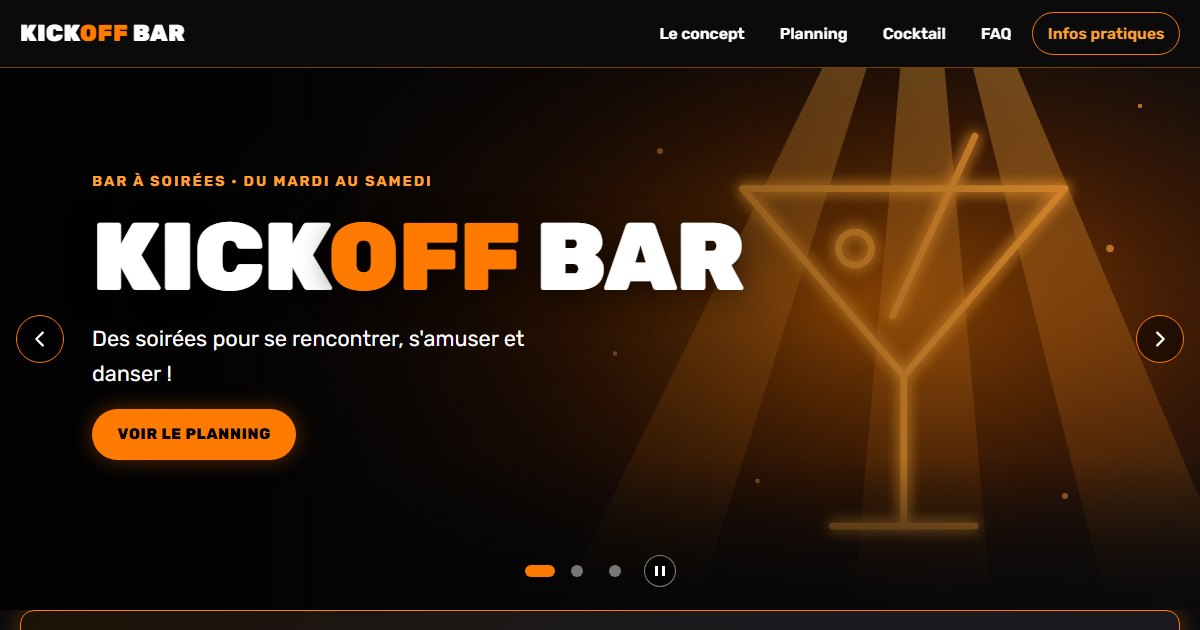 KICKOFF BAR
Le concept
Planning
Cocktail
FAQ
Infos pratiques
BAR À SOIRÉES • DU MARDI AU SAMEDI
KICKOFF BAR
Des soirées pour se rencontrer, s'amuser et
danser !
VOIR LE PLANNING